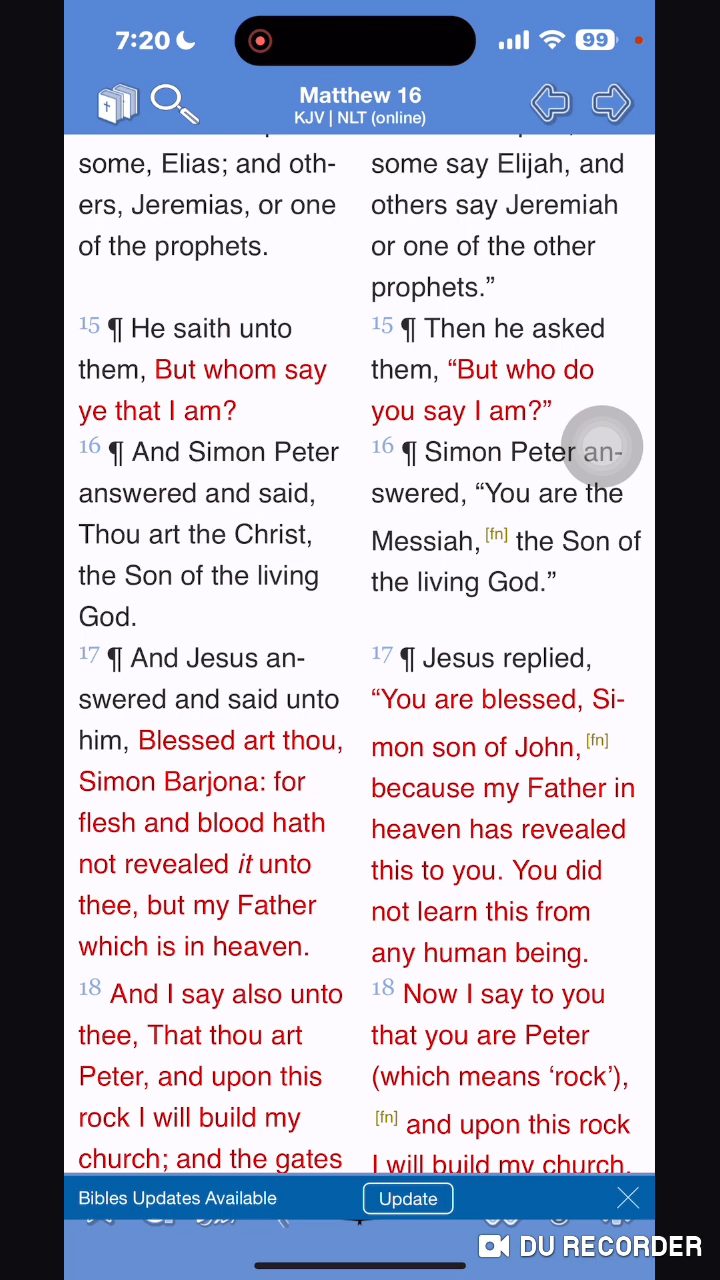 7:20
99
Matthew 16
KJV | NLT (online)
some, Elias; and oth-
ers, Jeremias, or one
of the prophets.
15 ¶ He saith unto
them, But whom say
ye that I am?
16 ¶ And Simon Peter
answered and said,
Thou art the Christ,
the Son of the living
God.
17 ¶ And Jesus an-
swered and said unto
him, Blessed art thou,
Simon Barjona: for
flesh and blood hath
not revealed it unto
thee, but my Father
which is in heaven.
18 And I say also unto
thee, That thou art
Peter, and upon this
rock I will build my
church; and the gates
some say Elijah, and
others say Jeremiah
or one of the other
prophets.”
15 ¶ Then he asked
them, “But who do
you say I am?”
16 ¶ Simon Peter an-
swered, “You are the
Messiah, [fn] the Son of
the living God.”
17 ¶ Jesus replied,
“You are blessed, Si-
mon son of John, [fn]
because my Father in
heaven has revealed
this to you. You did
not learn this from
any human being.
18 Now I say to you
that you are Peter
(which means ‘rock’),
[fn] and upon this rock
I will build my church,
Bibles Updates Available
Update
DU RECORDER